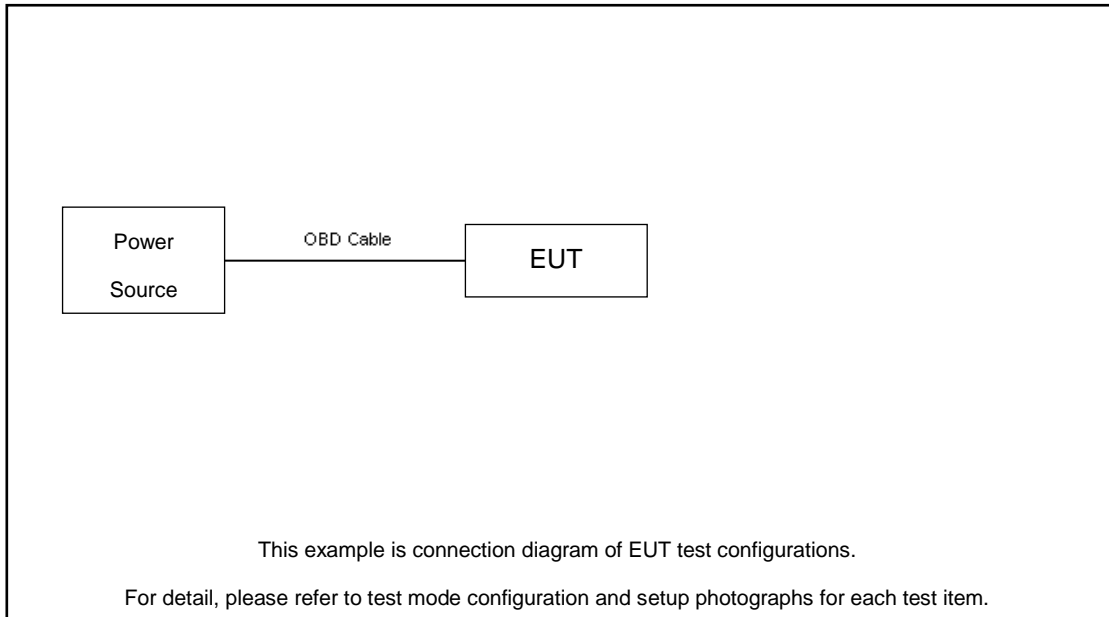 Power
Source
OBD Cable
EUT
This example is connection diagram of EUT test configurations.
For detail, please refer to test mode configuration and setup photographs for each test item.